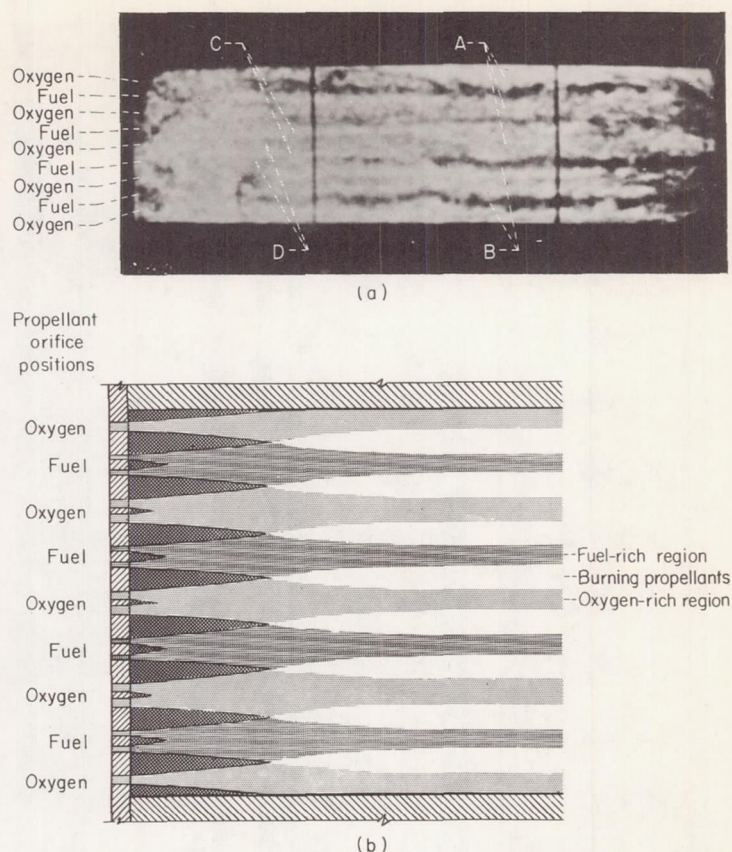 C
A
Oxygen
Fuel
Oxygen
Fuel
Oxygen
Fuel
Oxygen
Fuel
Oxygen
D
B
(a)
Propellant
orifice
positions
Oxygen
Fuel
Oxygen
Fuel
Oxygen
Fuel
Oxygen
Fuel
Oxygen
Fuel-rich region
Burning propellants
Oxygen-rich region
(b)